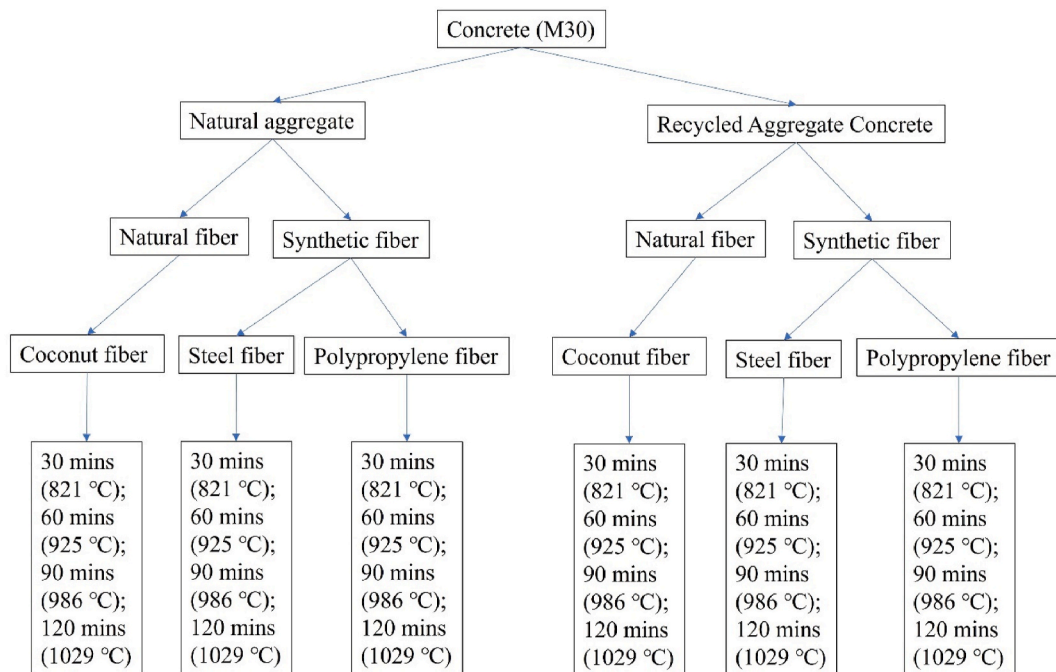 Concrete (M30)
Natural aggregate
Recycled Aggregate Concrete
Natural fiber
Synthetic fiber
Natural fiber
Synthetic fiber
Coconut fiber
Steel fiber
Polypropylene fiber
Coconut fiber
Steel fiber
Polypropylene fiber
30 mins
(821 ℃);
60 mins
(925 ℃);
90 mins
(986 ℃);
120 mins
(1029 ℃)
30 mins
(821 ℃);
60 mins
(925 ℃);
90 mins
(986 ℃);
120 mins
(1029 ℃)
30 mins
(821 ℃);
60 mins
(925 ℃);
90 mins
(986 ℃);
120 mins
(1029 ℃)
30 mins
(821 ℃);
60 mins
(925 ℃);
90 mins
(986 ℃);
120 mins
(1029 ℃)
30 mins
(821 ℃);
60 mins
(925 ℃);
90 mins
(986 ℃);
120 mins
(1029 ℃)
30 mins
(821 ℃);
60 mins
(925 ℃);
90 mins
(986 ℃);
120 mins
(1029 ℃)